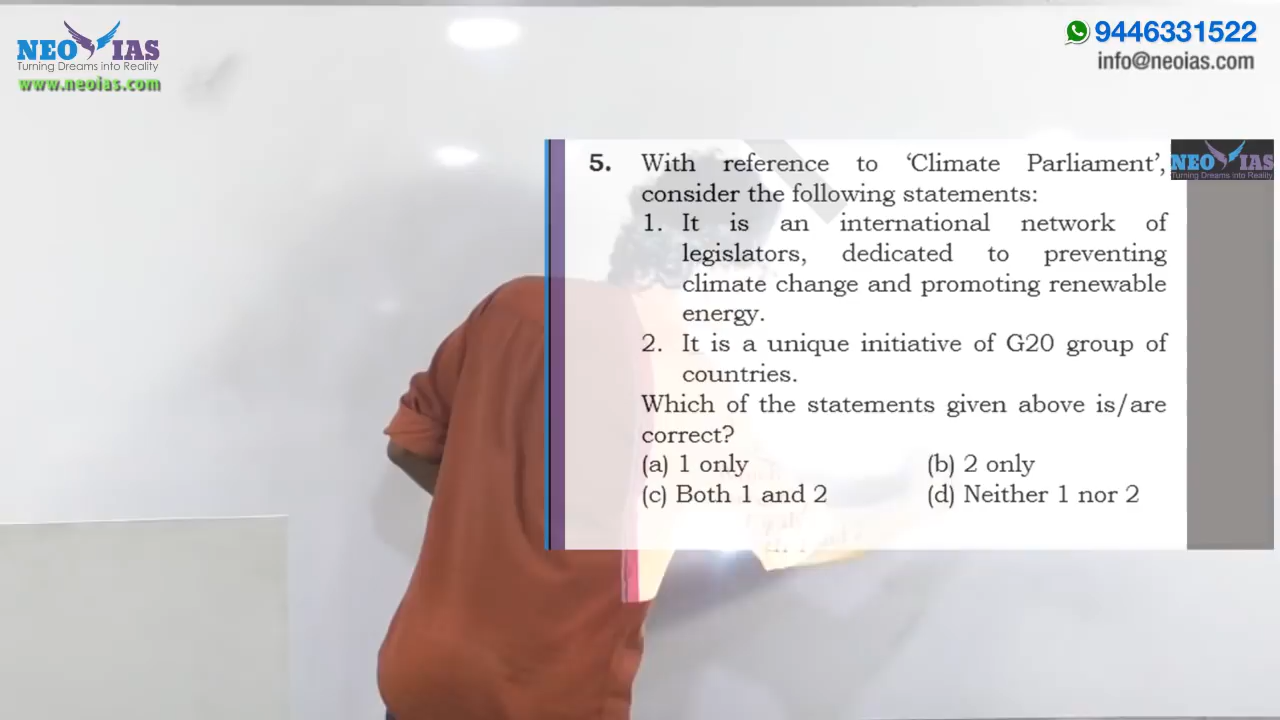 NEO IAS
Turning Dreams into Reality
www.neoias.com
9446331522
info@neoias.com
NEO IAS
Turning Dreams into Reality
5. With reference to ‘Climate Parliament’,
consider the following statements:
1. It is an international network of
legislators, dedicated to preventing
climate change and promoting renewable
energy.
2. It is a unique initiative of G20 group of
countries.
Which of the statements given above is/are
correct?
(a) 1 only (b) 2 only
(c) Both 1 and 2 (d) Neither 1 nor 2